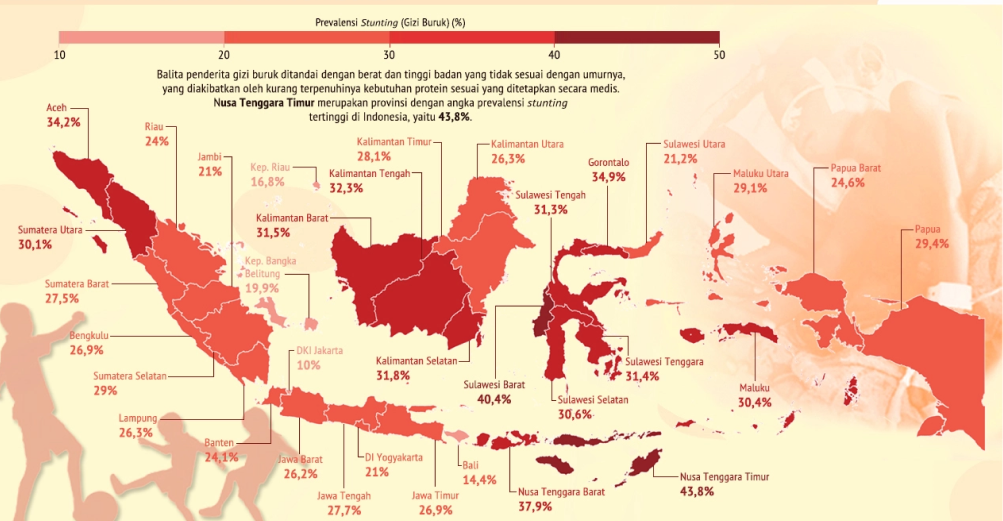 Prevalensi Stunting (Gizi Buruk) (%)
10 20 30 40 50
Balita penderita gizi buruk ditandai dengan berat dan tinggi badan yang tidak sesuai dengan umurnya,
yang diakibatkan oleh kurang terpenuhinya kebutuhan protein sesuai yang ditetapkan secara medis.
Nusa Tenggara Timur merupakan provinsi dengan angka prevalensi stunting
tertinggi di Indonesia, yaitu 43,8%.
Aceh
34,2%
Riau
24%
Jambi
21%
Kep. Riau
16,8%
Kalimantan Timur
28,1%
Kalimantan Tengah
32,3%
Kalimantan Utara
26,3%
Gorontalo
34,9%
Sulawesi Utara
21,2%
Maluku Utara
29,1%
Papua Barat
24,6%
Sulawesi Tengah
31,3%
Kalimantan Barat
31,5%
Sumatera Utara
30,1%
Papua
29,4%
Kep. Bangka
Belitung
19,9%
Sumatera Barat
27,5%
Bengkulu
26,9%
DKI Jakarta
10%
Sumatera Selatan
29%
Kalimantan Selatan
31,8%
Sulawesi Barat
40,4%
Sulawesi Tenggara
31,4%
Sulawesi Selatan
30,6%
Maluku
30,4%
Lampung
26,3%
Banten
24,1%
Jawa Barat
26,2%
DI Yogyakarta
21%
Bali
14,4%
Jawa Tengah
27,7%
Jawa Timur
26,9%
Nusa Tenggara Barat
37,9%
Nusa Tenggara Timur
43,8%